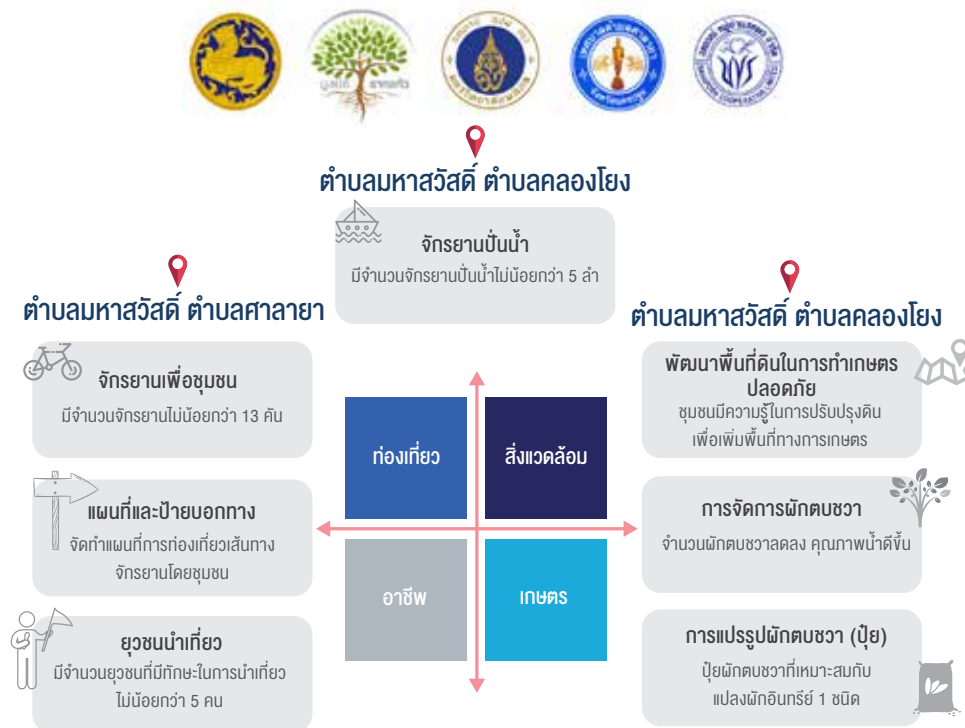 ตำบลมหาสวัสดิ์ ตำบลคลองโยง
จักรยานปั่นน้ำ
มีจำนวนจักรยานปั่นน้ำไม่น้อยกว่า 5 ลำ
ตำบลมหาสวัสดิ์ ตำบลศาลายา
จักรยานเพื่อชุมชน
มีจำนวนจักรยานไม่น้อยกว่า 13 คัน
แผนที่และป้ายบอกทาง
จัดทำแผนที่การท่องเที่ยวเส้นทาง
จักรยานโดยชุมชน
ยุวชนนำเที่ยว
มีจำนวนยุวชนที่มีทักษะในการนำเที่ยว
ไม่น้อยกว่า 5 คน
ท่องเที่ยว
สิ่งแวดล้อม
อาชีพ
เกษตร
ตำบลมหาสวัสดิ์ ตำบลคลองโยง
พัฒนาพื้นที่ดินในการทำเกษตร
ปลอดภัย
ชุมชนมีความรู้ในการปรับปรุงดิน
เพื่อเพิ่มพื้นที่ทางการเกษตร
การจัดการผักตบชวา
จำนวนผักตบชวาลดลง คุณภาพน้ำดีขึ้น
การแปรรูปผักตบชวา (ปุ๋ย)
ปุ๋ยผักตบชวาที่เหมาะสมกับ
แปลงผักอินทรีย์ 1 ชนิด